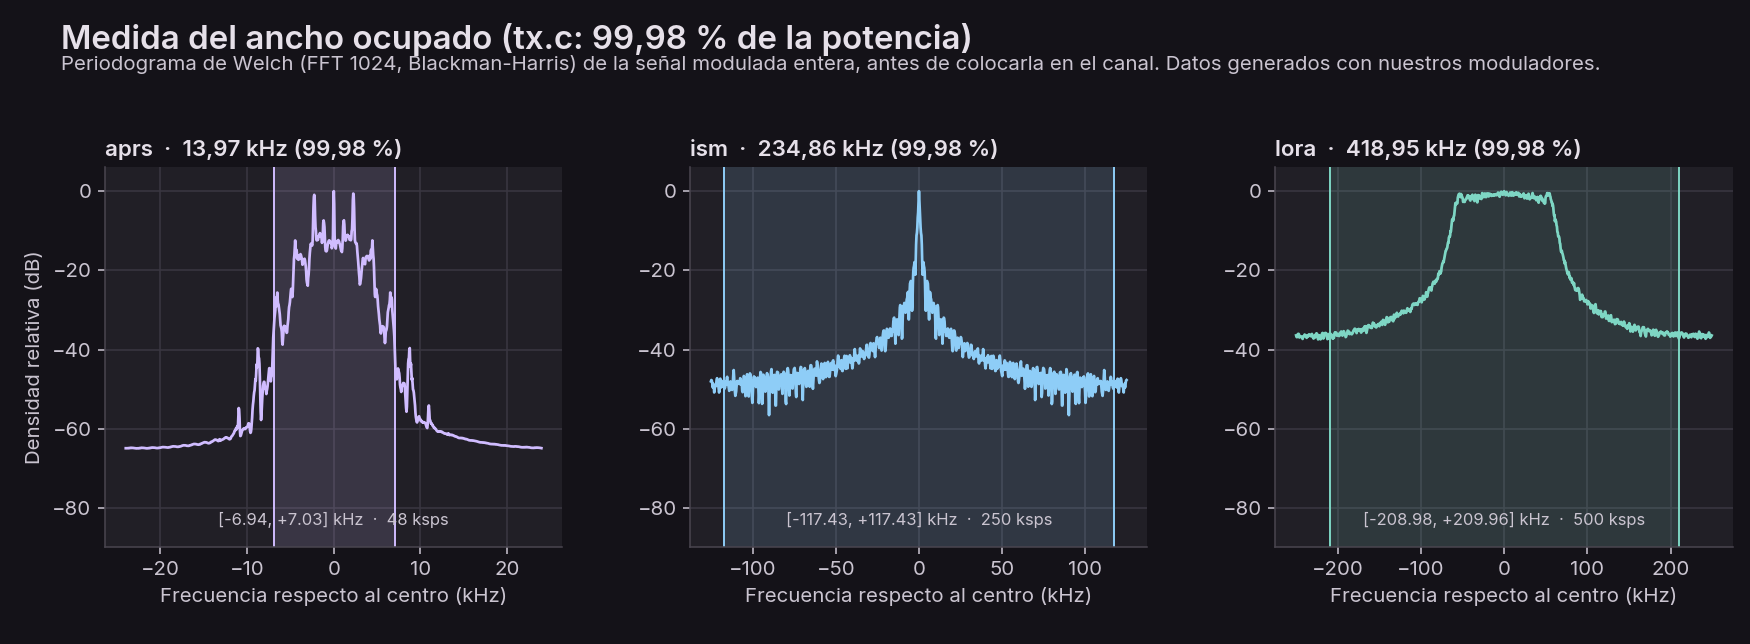 Medida del ancho ocupado (tx.c: 99,98 % de la potencia)
Periodograma de Welch (FFT 1024, Blackman-Harris) de la señal modulada entera, antes de colocarla en el canal. Datos generados con nuestros moduladores.
aprs · 13,97 kHz (99,98 %)
Densidad relativa (dB)
0
−20
−40
−60
−80
[-6.94, +7.03] kHz · 48 ksps
−20 −10 0 10 20
Frecuencia respecto al centro (kHz)
ism · 234,86 kHz (99,98 %)
0
−20
−40
−60
−80
[-117.43, +117.43] kHz · 250 ksps
−100 −50 0 50 100
Frecuencia respecto al centro (kHz)
lora · 418,95 kHz (99,98 %)
0
−20
−40
−60
−80
[-208.98, +209.96] kHz · 500 ksps
−200 −100 0 100 200
Frecuencia respecto al centro (kHz)